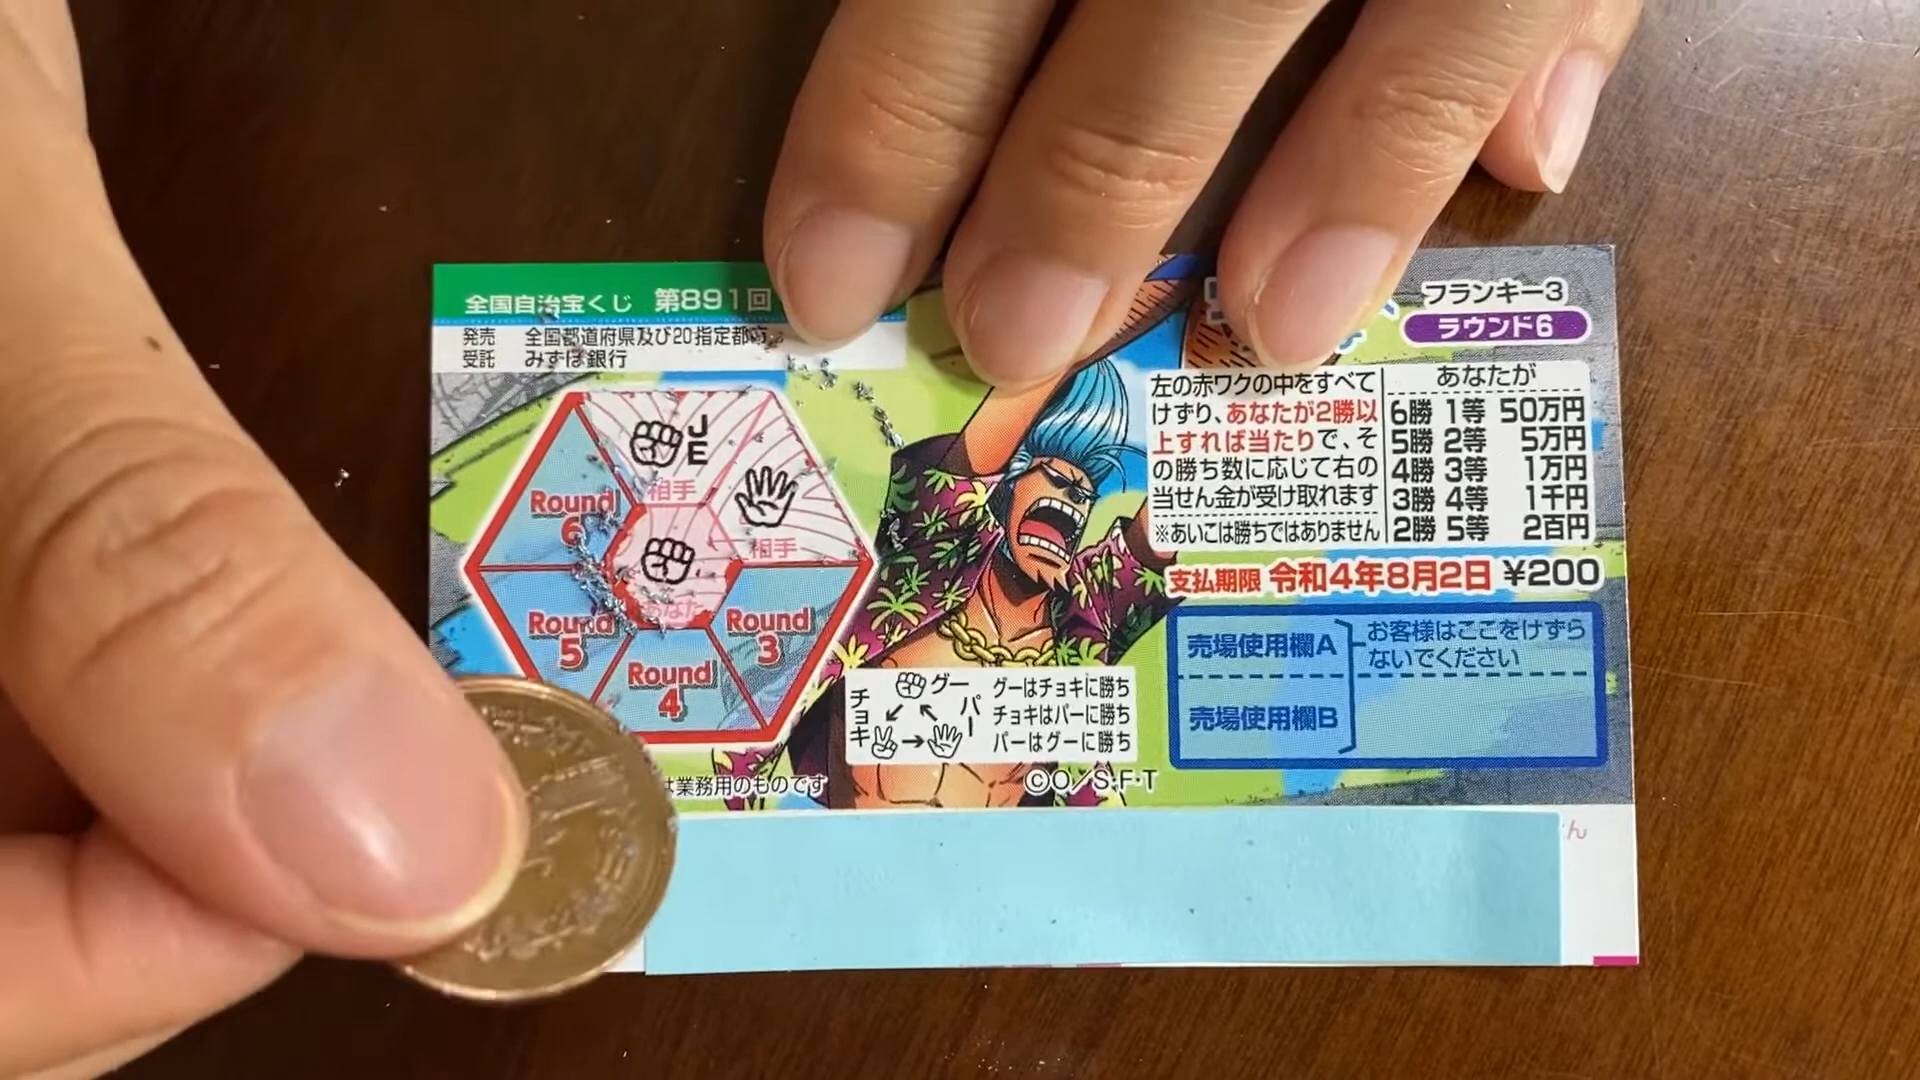 全国自治宝くじ 第891回
発売 全国都道府県及び20指定都市
受託 みずほ銀行
フランキー3
ラウンド6
J
E
相手
相手
あなた
Round
6
Round
5
Round
4
Round
3
左の赤ワクの中をすべて
けずり、あなたが2勝以
上すれば当たりで、そ
の勝ち数に応じて右の
当せん金が受け取れます
※あいこは勝ちではありません
あなたが
6勝 1等 50万円
5勝 2等 5万円
4勝 3等 1万円
3勝 4等 1千円
2勝 5等 2百円
支払期限 令和4年8月2日 ¥200
売場使用欄A
お客様はここをけずら
ないでください
売場使用欄B
グー
チョキ
パー
グーはチョキに勝ち
チョキはパーに勝ち
パーはグーに勝ち
は業務用のものです
©O/S・F・T
ん